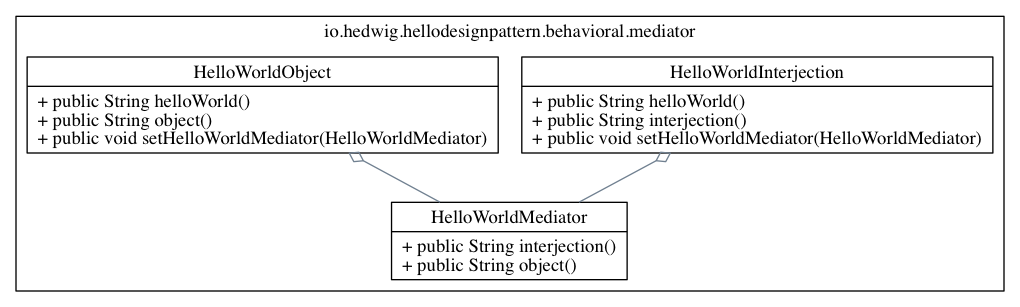 io.hedwig.hellodesignpattern.behavioral.mediator
HelloWorldObject
+ public String helloWorld()
+ public String object()
+ public void setHelloWorldMediator(HelloWorldMediator)
HelloWorldInterjection
+ public String helloWorld()
+ public String interjection()
+ public void setHelloWorldMediator(HelloWorldMediator)
HelloWorldMediator
+ public String interjection()
+ public String object()